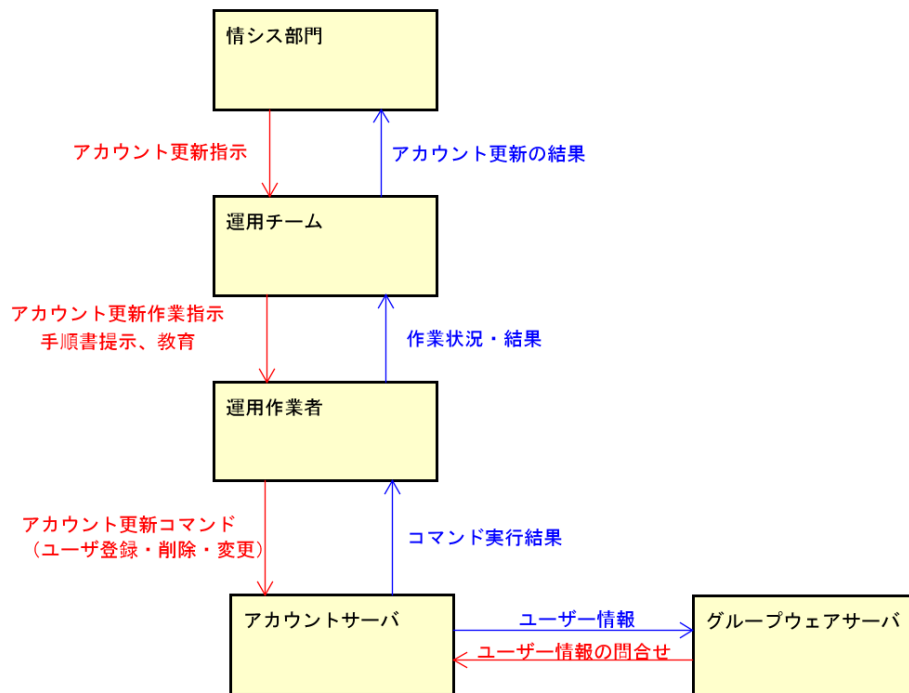 情シス部門
アカウント更新指示
アカウント更新の結果
運用チーム
アカウント更新作業指示
手順書提示、教育
作業状況・結果
運用作業者
アカウント更新コマンド
（ユーザ登録・削除・変更）
コマンド実行結果
アカウントサーバ
ユーザー情報
ユーザー情報の問合せ
グループウェアサーバ